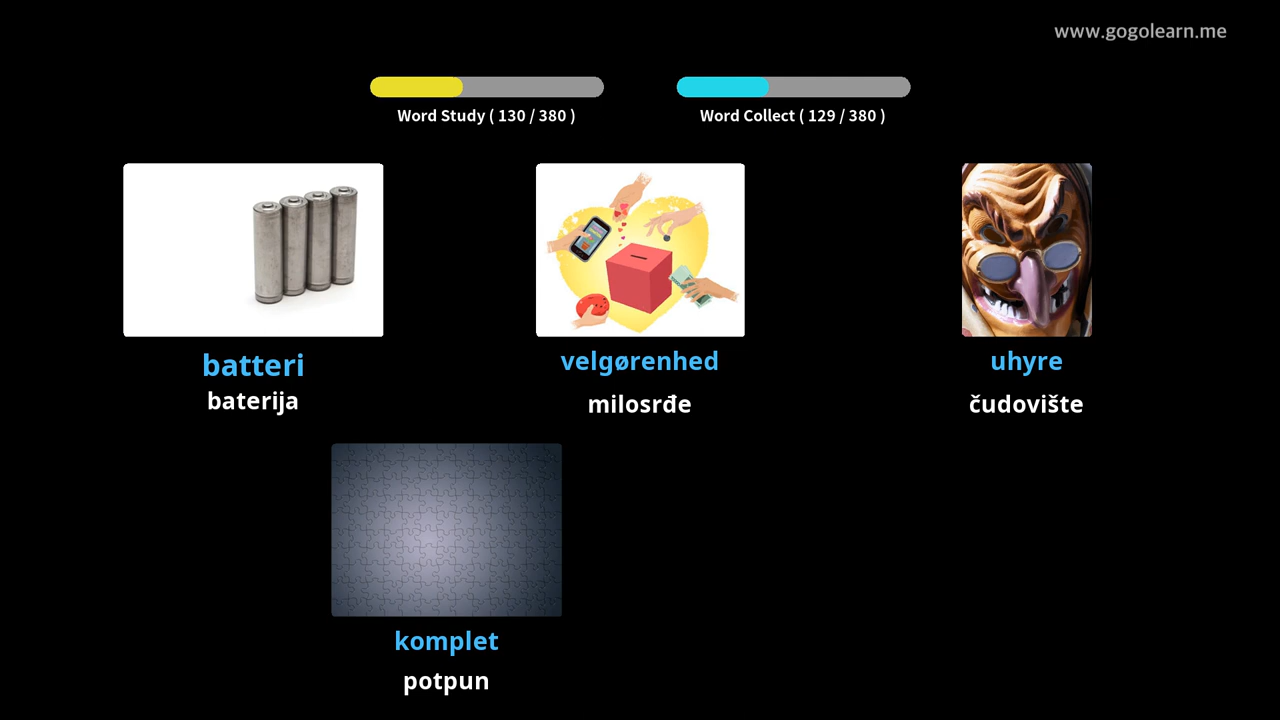 www.gogolearn.me
Word Study ( 130 / 380 )
Word Collect ( 129 / 380 )
batteri
baterija
velgørenhed
milosrđe
uhyre
čudovište
komplet
potpun